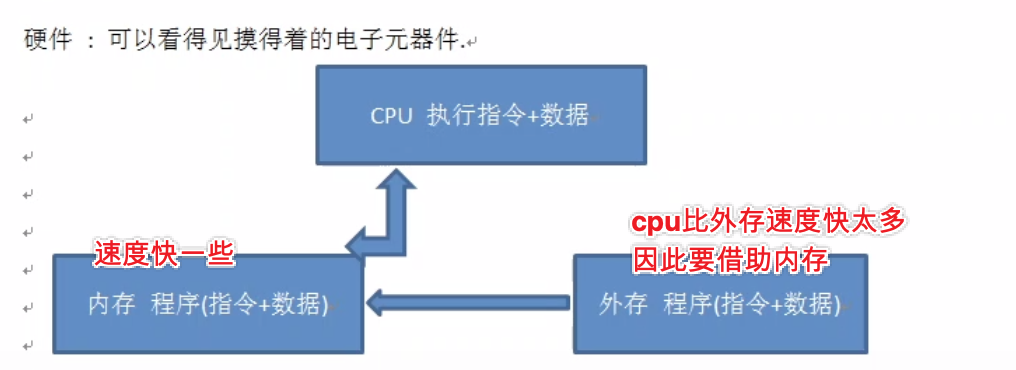 硬件 : 可以看得见摸得着的电子元器件.
CPU 执行指令+数据
cpu比外存速度快太多
因此要借助内存
速度快一些
内存 程序(指令+数据)
外存 程序(指令+数据)